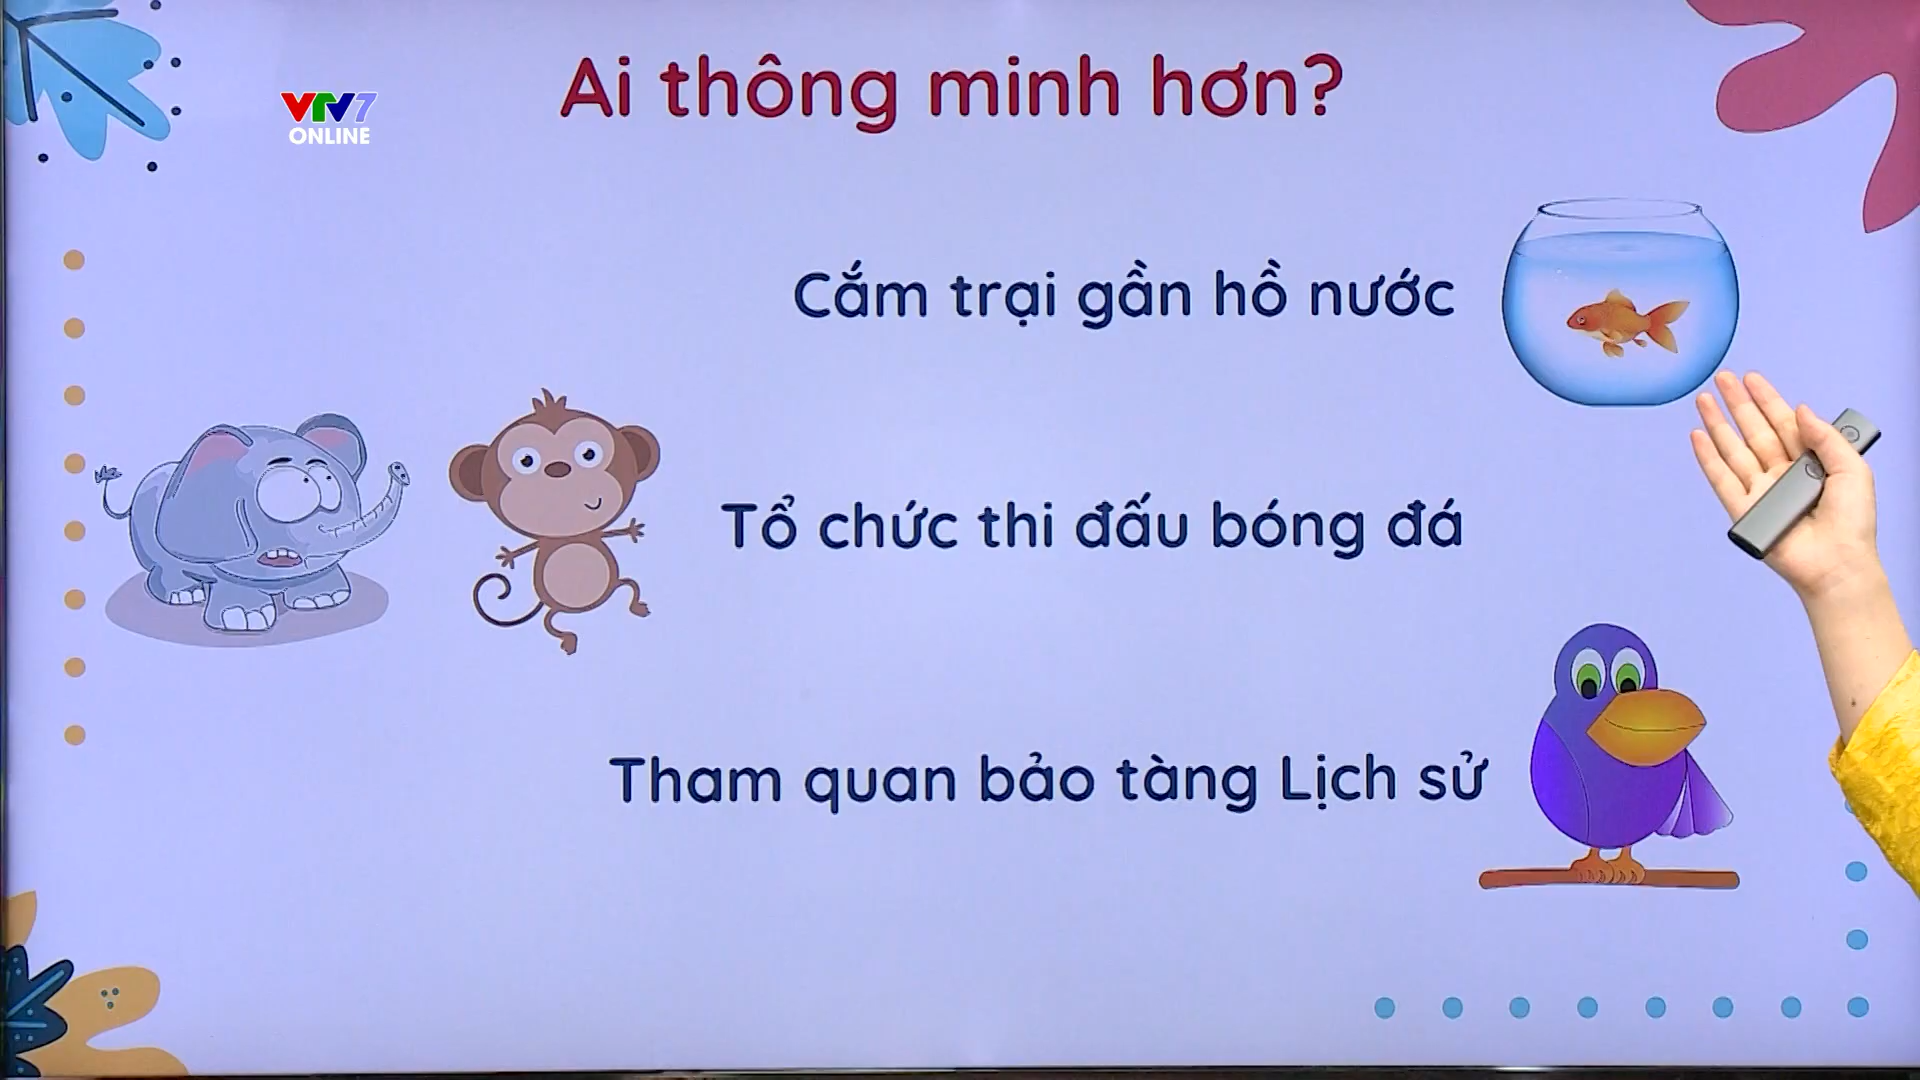 Ai thông minh hơn?
VTV7
ONLINE
Cắm trại gần hồ nước
Tổ chức thi đấu bóng đá
Tham quan bảo tàng Lịch sử